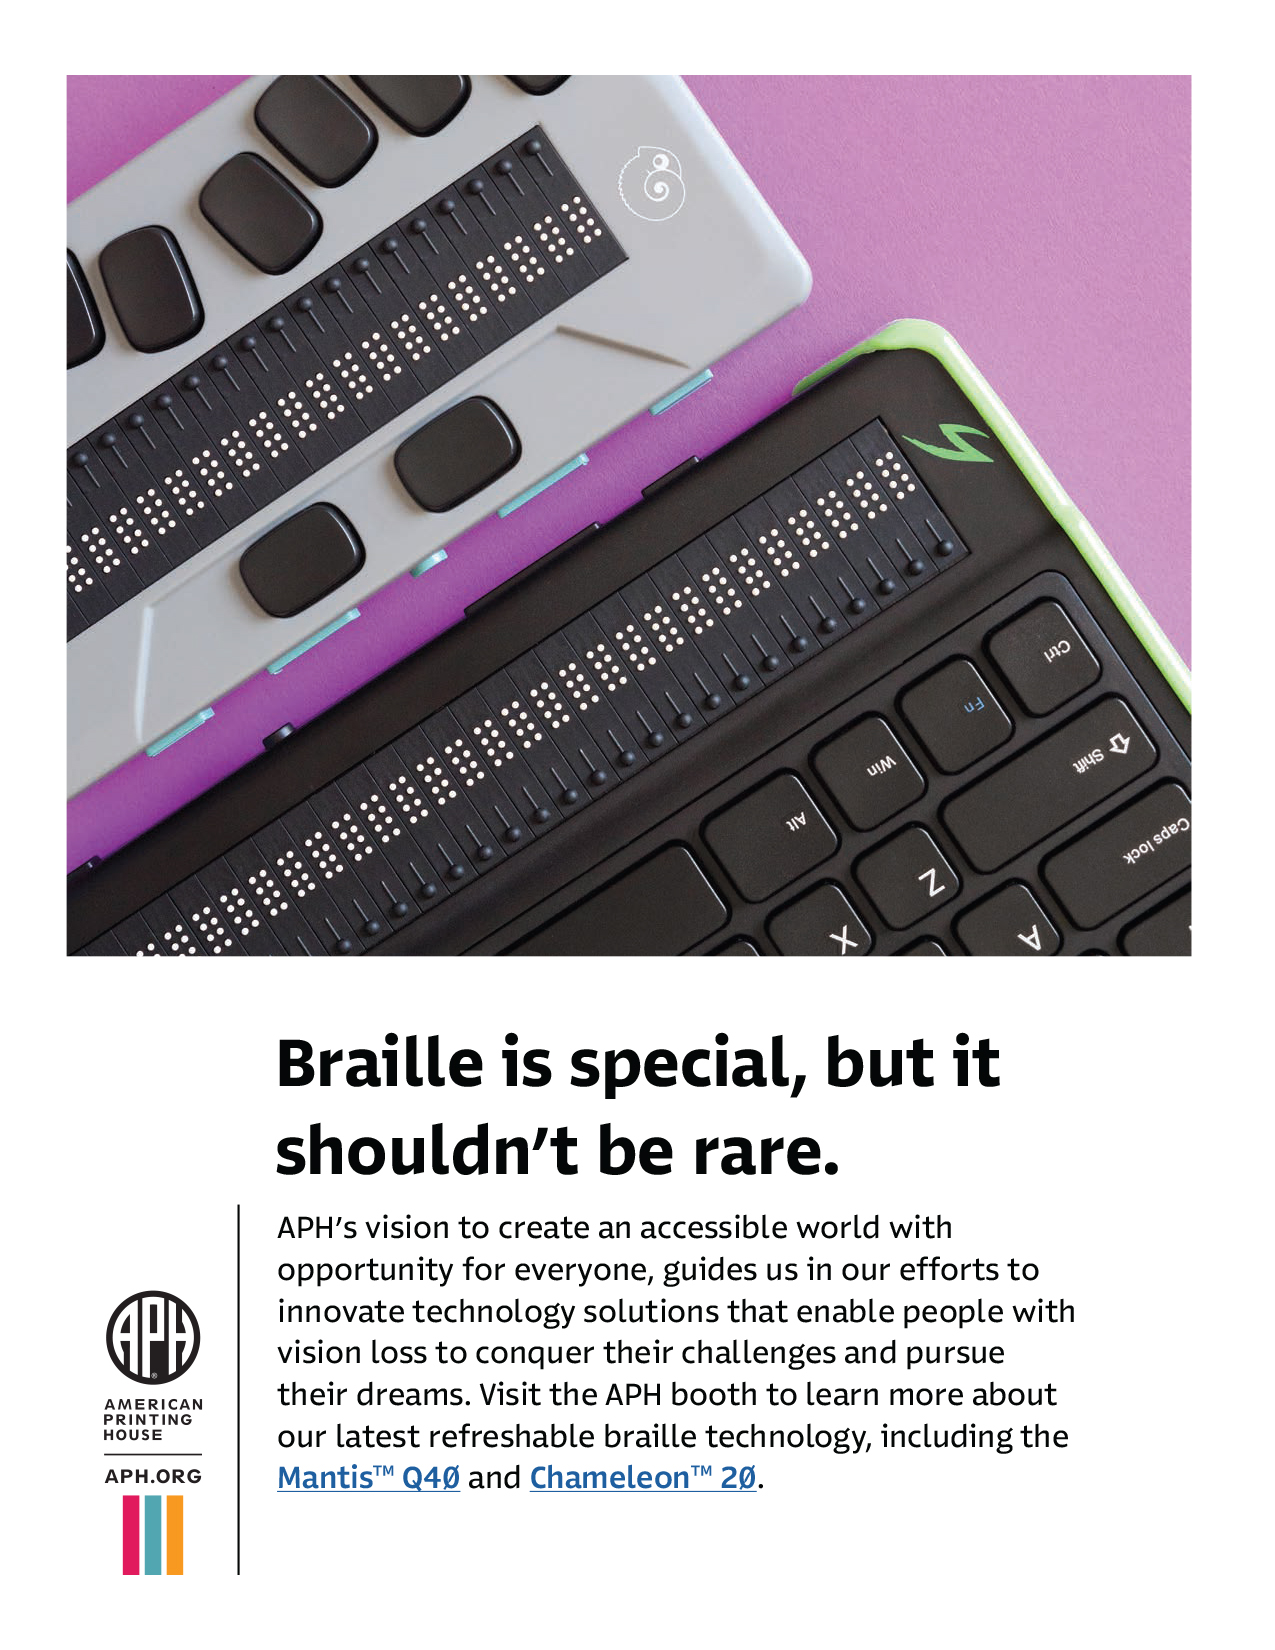 Ctrl
Fn
Win
Alt
Shift
Caps lock
Z
X
A
Braille is special, but it
shouldn't be rare.
APH's vision to create an accessible world with
opportunity for everyone, guides us in our efforts to
innovate technology solutions that enable people with
vision loss to conquer their challenges and pursue
their dreams. Visit the APH booth to learn more about
our latest refreshable braille technology, including the
Mantis™ Q40 and Chameleon™ 20.
APH®
AMERICAN
PRINTING
HOUSE
APH.ORG